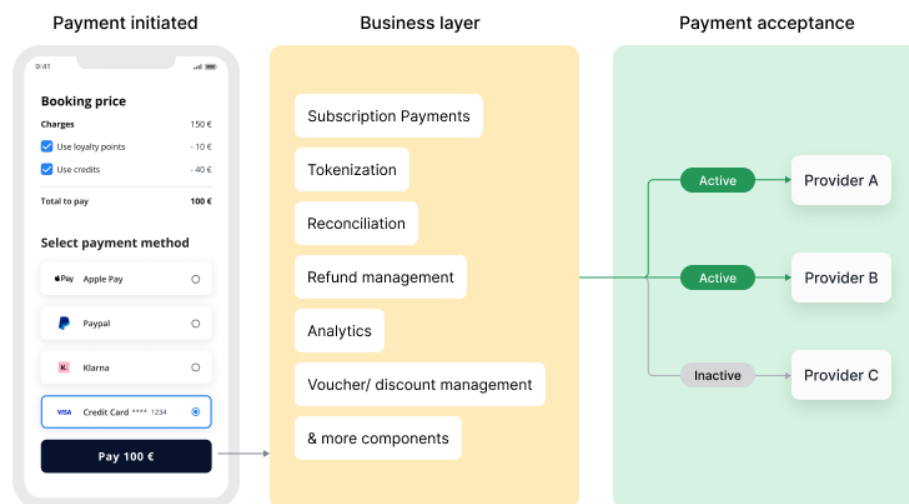 Payment initiated
Business layer
Payment acceptance
9:41
Booking price
Charges 150 €
Use loyalty points - 10 €
Use credits - 40 €
Total to pay 100 €
Select payment method
Pay Apple Pay
Paypal
K. Klarna
VISA Credit Card **** 1234
Pay 100 €
Subscription Payments
Tokenization
Reconciliation
Refund management
Analytics
Voucher/ discount management
& more components
Active Provider A
Active Provider B
Inactive Provider C